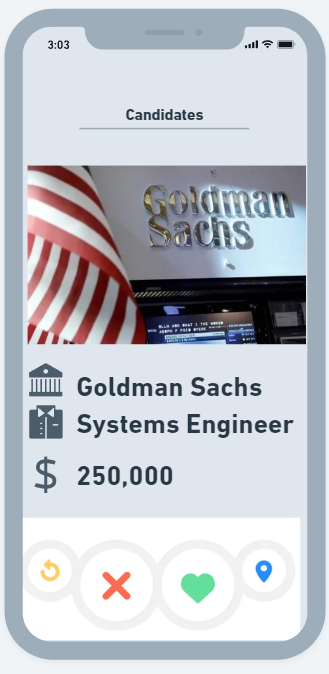 3:03
Candidates
Goldman
Sachs
Goldman Sachs
Systems Engineer
$ 250,000